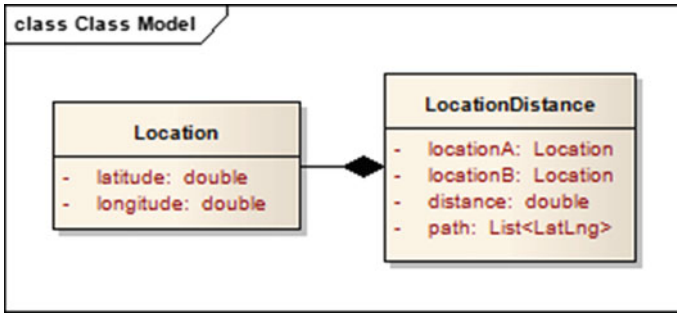 class Class Model
Location
- latitude: double
- longitude: double
LocationDistance
- locationA: Location
- locationB: Location
- distance: double
- path: List<LatLng>